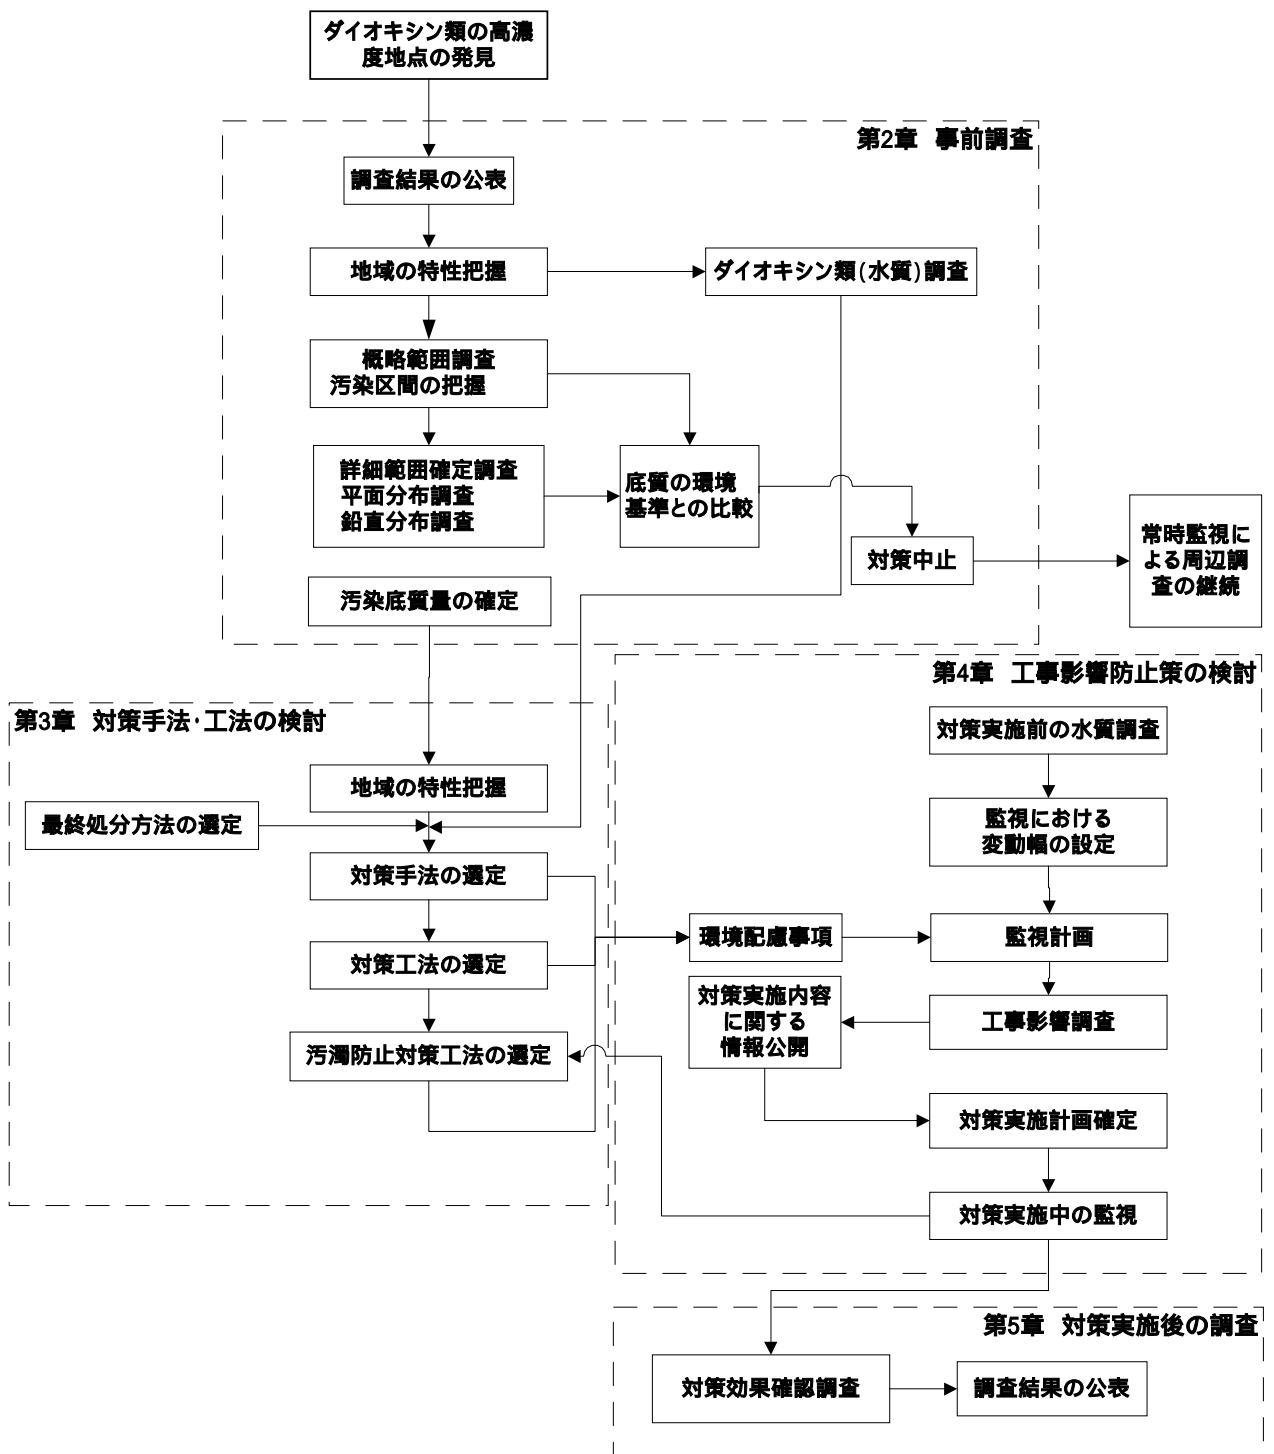 ダイオキシン類の高濃
度地点の発見
第2章 事前調査
調査結果の公表
地域の特性把握
ダイオキシン類(水質)調査
概略範囲調査
汚染区間の把握
詳細範囲確定調査
平面分布調査
鉛直分布調査
底質の環境
基準との比較
対策中止
常時監視に
よる周辺調
査の継続
汚染底質量の確定
第3章 対策手法・工法の検討
地域の特性把握
最終処分方法の選定
対策手法の選定
対策工法の選定
汚濁防止対策工法の選定
第4章 工事影響防止策の検討
対策実施前の水質調査
監視における
変動幅の設定
環境配慮事項
監視計画
対策実施内容
に関する
情報公開
工事影響調査
対策実施計画確定
対策実施中の監視
第5章 対策実施後の調査
対策効果確認調査
調査結果の公表